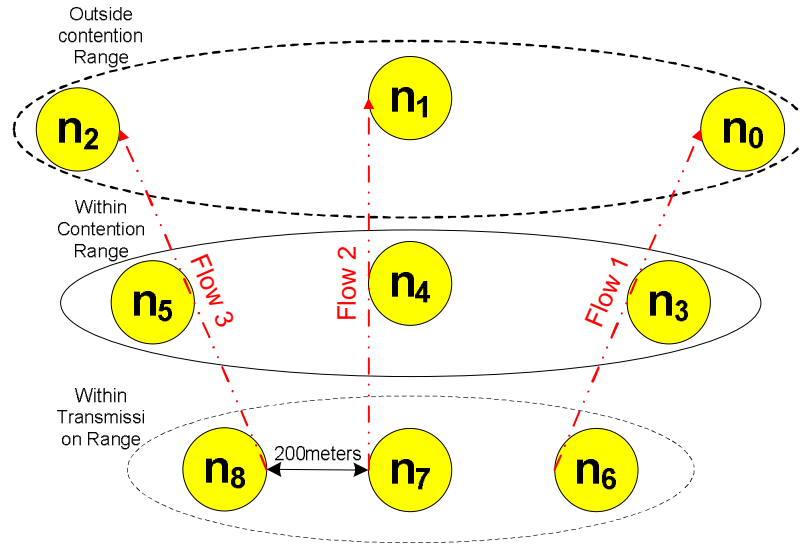 Outside
contention
Range
n1
n2
n0
Within
Contention
Range
Flow 3
Flow 2
Flow 1
n4
n5
n3
Within
Transmissi
on Range
200meters
n8
n7
n6